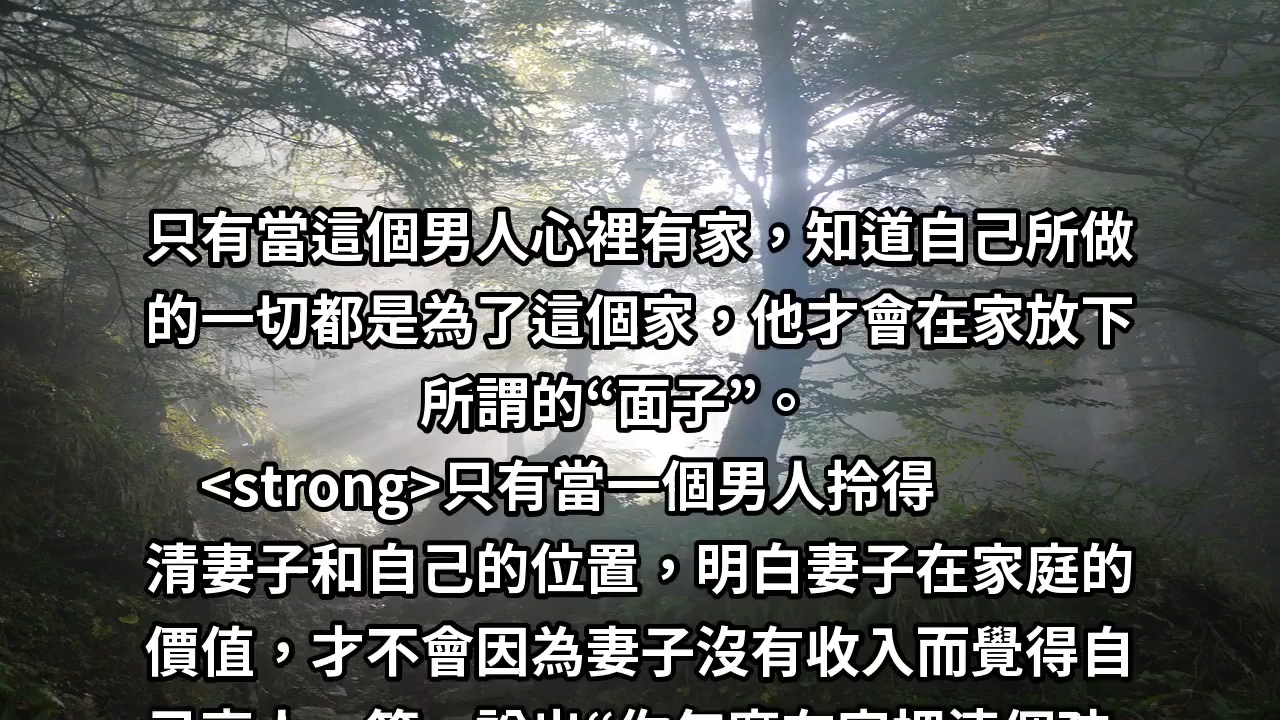 只有當這個男人心裡有家，知道自己所做
的一切都是為了這個家，他才會在家放下
所謂的“面子”。
<strong>只有當一個男人拎得
清妻子和自己的位置，明白妻子在家庭的
價值，才不會因為妻子沒有收入而覺得自